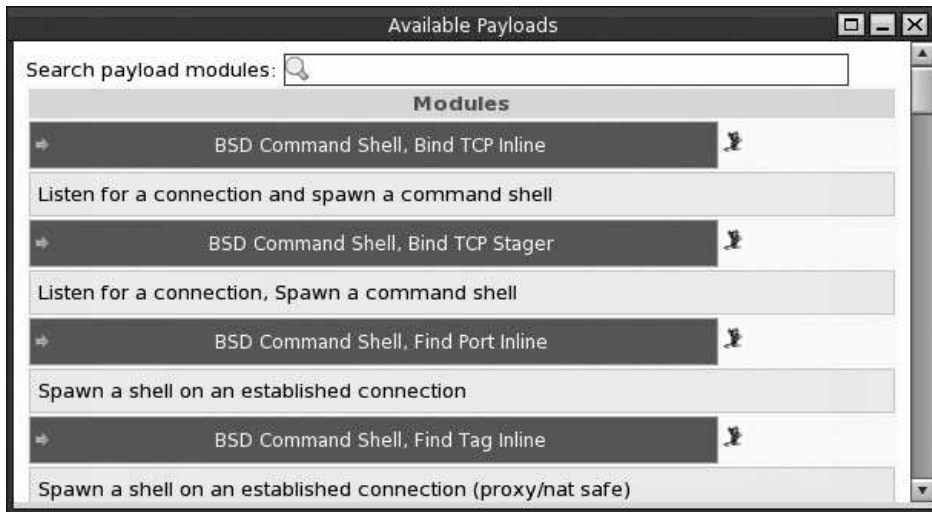 Available Payloads
Search payload modules:
Modules
BSD Command Shell, Bind TCP Inline
Listen for a connection and spawn a command shell
BSD Command Shell, Bind TCP Stager
Listen for a connection, Spawn a command shell
BSD Command Shell, Find Port Inline
Spawn a shell on an established connection
BSD Command Shell, Find Tag Inline
Spawn a shell on an established connection (proxy/nat safe)